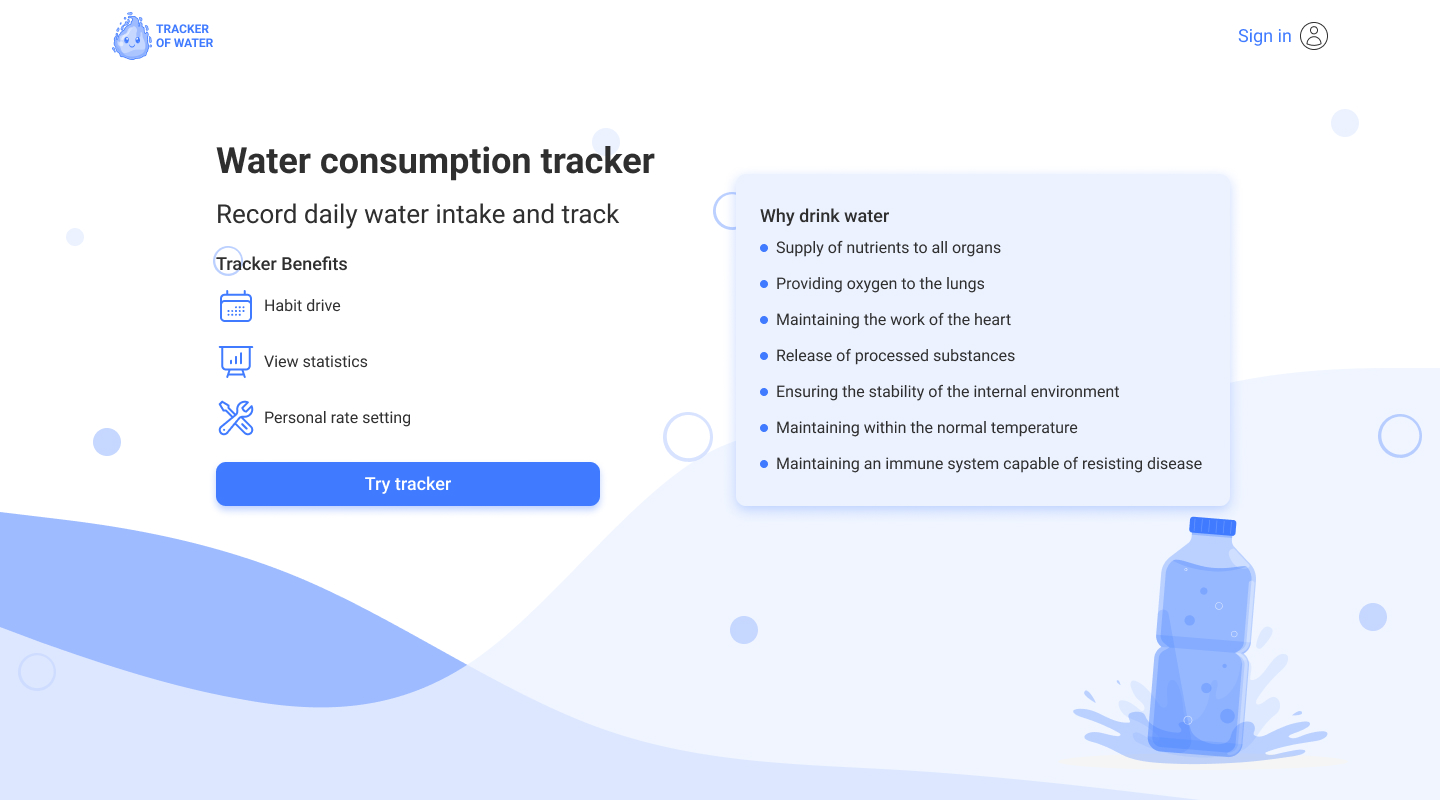 TRACKER
OF WATER
Sign in
Water consumption tracker
Record daily water intake and track
Tracker Benefits
Habit drive
View statistics
Personal rate setting
Try tracker
Why drink water
Supply of nutrients to all organs
Providing oxygen to the lungs
Maintaining the work of the heart
Release of processed substances
Ensuring the stability of the internal environment
Maintaining within the normal temperature
Maintaining an immune system capable of resisting disease